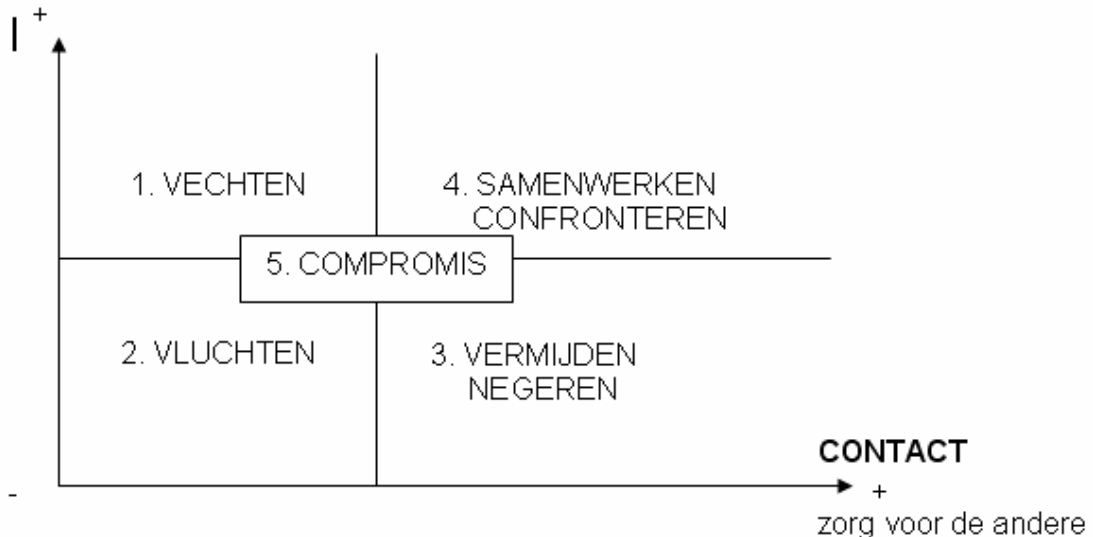 +
I
1. VECHTEN
4. SAMENWERKEN
CONFRONTEREN
5. COMPROMIS
2. VLUCHTEN
3. VERMIJDEN
NEGEREN
CONTACT
- +
zorg voor de andere